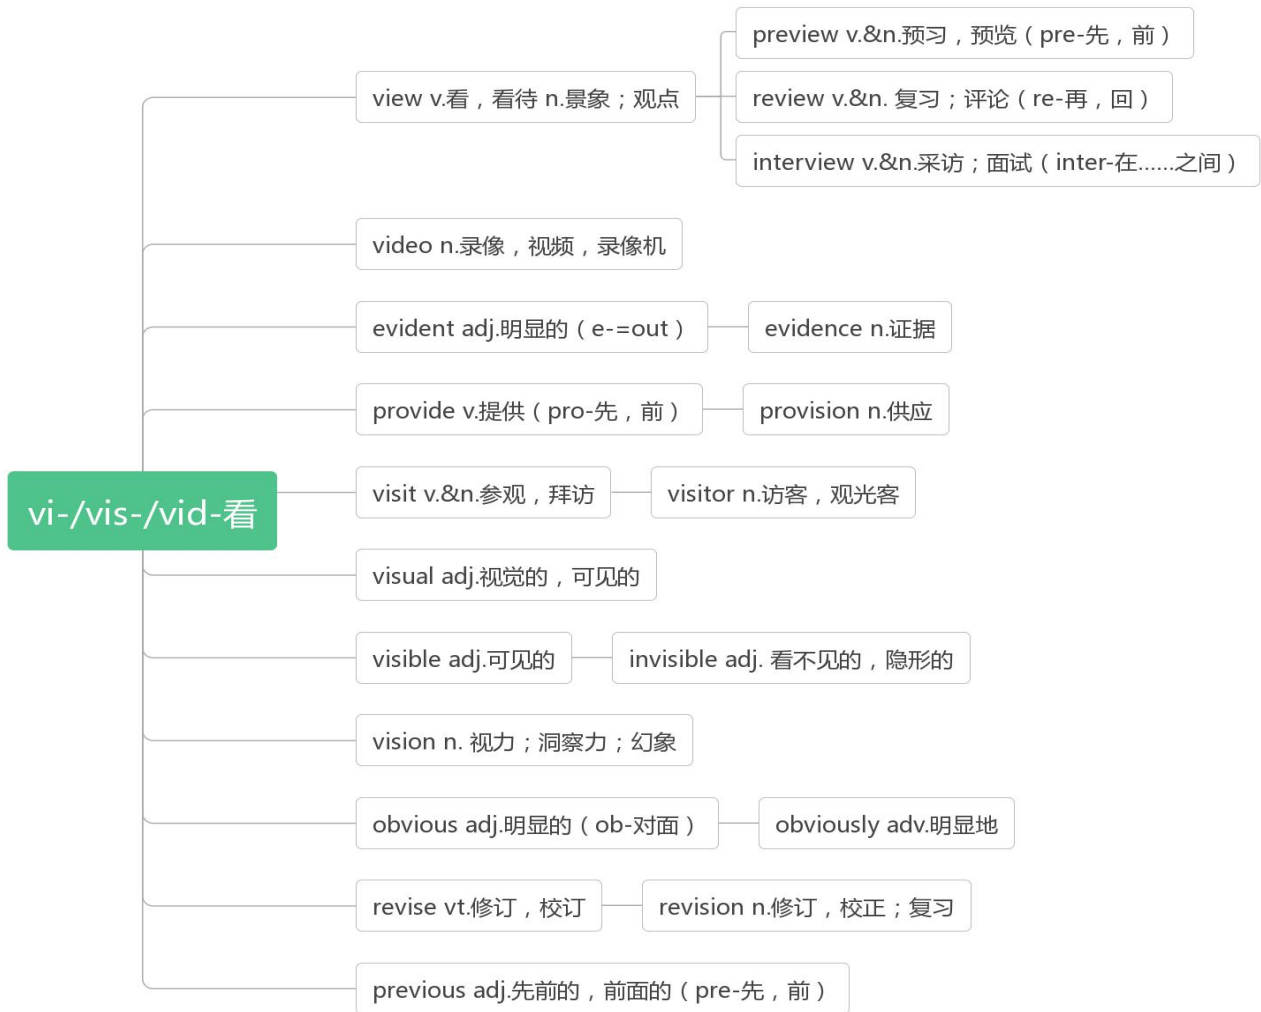 vi-/vis-/vid-看
view v.看，看待 n.景象；观点
preview v.&n.预习，预览（pre-先，前）
review v.&n. 复习；评论（re-再，回）
interview v.&n.采访；面试（inter-在......之间）
video n.录像，视频，录像机
evident adj.明显的（e-=out）
evidence n.证据
provide v.提供（pro-先，前）
provision n.供应
visit v.&n.参观，拜访
visitor n.访客，观光客
visual adj.视觉的，可见的
visible adj.可见的
invisible adj. 看不见的，隐形的
vision n. 视力；洞察力；幻象
obvious adj.明显的（ob-对面）
obviously adv.明显地
revise vt.修订，校订
revision n.修订，校正；复习
previous adj.先前的，前面的（pre-先，前）